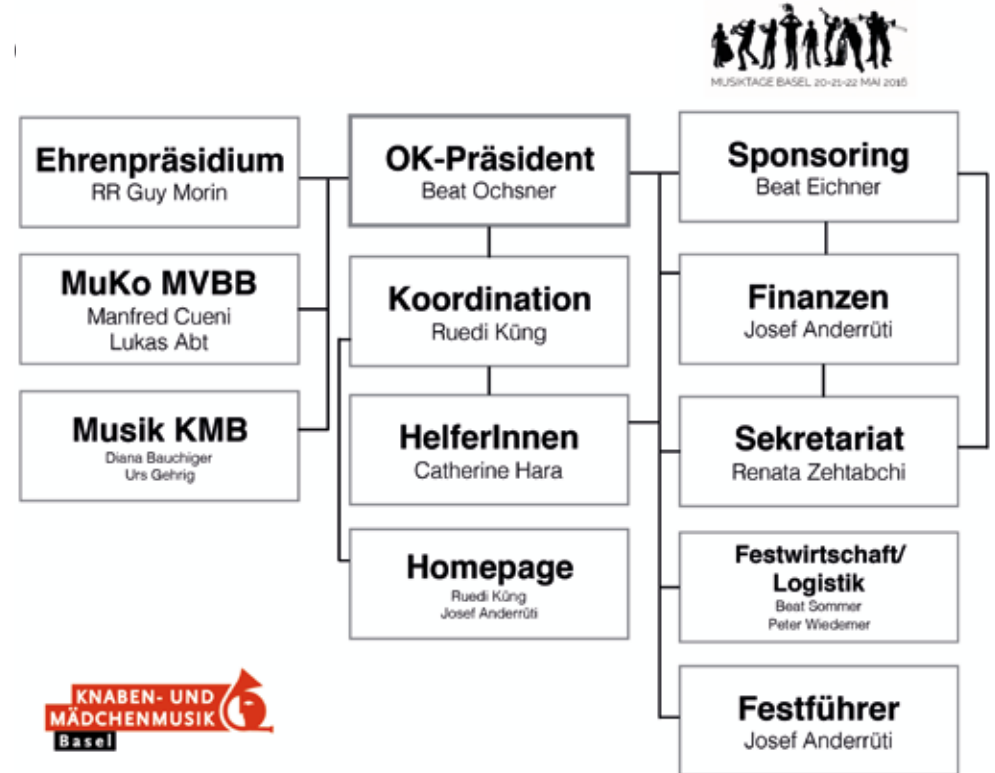 MUSIKTAGE BASEL 20-21-22 MAI 2016
Ehrenpräsidium
RR Guy Morin
MuKo MVBB
Manfred Cueni
Lukas Abt
Musik KMB
Diana Bauchiger
Urs Gehrig
OK-Präsident
Beat Ochsner
Koordination
Ruedi Küng
HelferInnen
Catherine Hara
Homepage
Ruedi Küng
Josef Anderrüti
Sponsoring
Beat Eichner
Finanzen
Josef Anderrüti
Sekretariat
Renata Zehtabchi
Festwirtschaft/
Logistik
Beat Sommer
Peter Wiedemer
Festführer
Josef Anderrüti
KNABEN- UND
MÄDCHENMUSIK
Basel